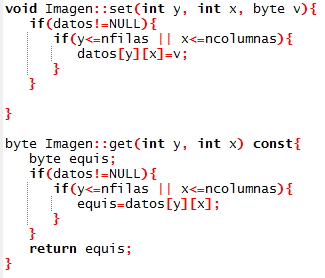 void Imagen::set(int y, int x, byte v){
if(datos!=NULL){
if(y<=nfilas || x<=ncolumnas){
datos[y][x]=v;
}
}
}
byte Imagen::get(int y, int x) const{
byte equis;
if(datos!=NULL){
if(y<=nfilas || x<=ncolumnas){
equis=datos[y][x];
}
}
return equis;
}